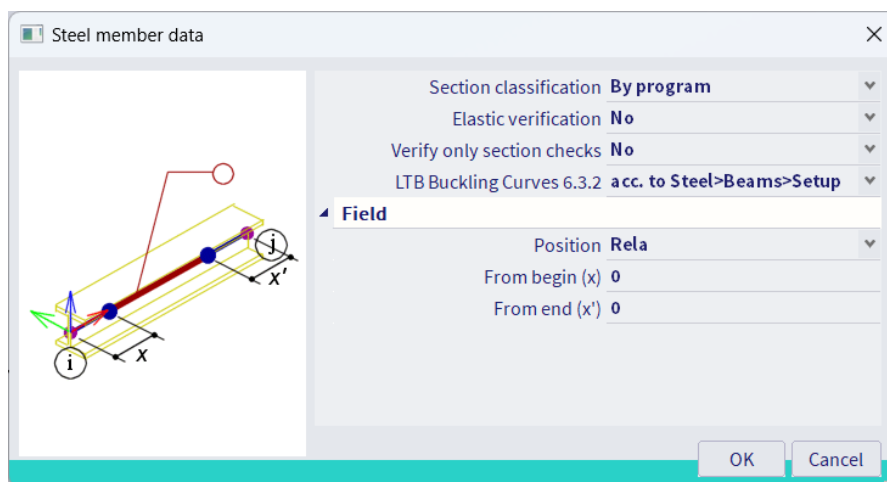 Steel member data
Section classification By program
Elastic verification No
Verify only section checks No
LTB Buckling Curves 6.3.2 acc. to Steel>Beams>Setup
Field
Position Rela
From begin (x) 0
From end (x') 0
j
x'
x
i
OK Cancel